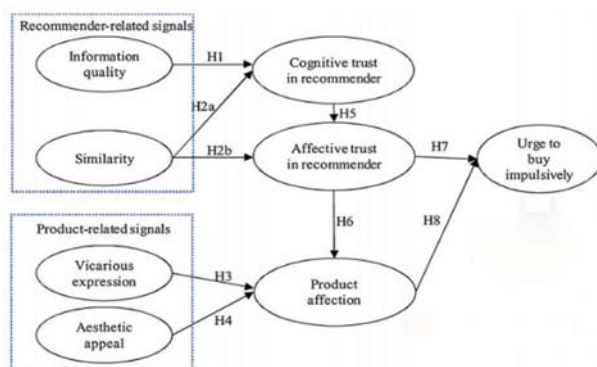 Recommender-related signals
Information
quality
H1
Cognitive trust
in recommender
H2a
H5
Similarity
H2b
Affective trust
in recommender
H7
Urge to
buy
impulsively
H6
H8
Product-related signals
Vicarious
expression
H3
Product
affection
H4
Aesthetic
appeal